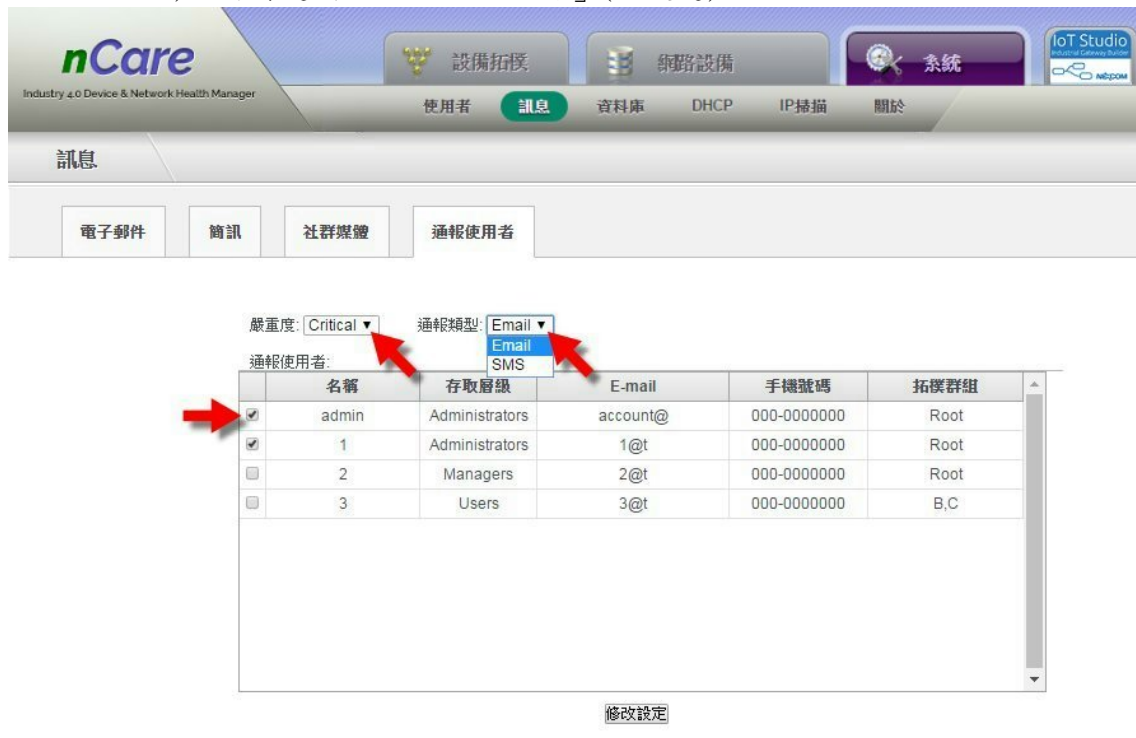 nCare
Industry 4.0 Device & Network Health Manager
設備拓樸 網路設備 系統
IoT Studio
Industrial Gateway Builder
NEXCOM
使用者 訊息 資料庫 DHCP IP掃描 關於
訊息
電子郵件 簡訊 社群媒體 通報使用者
嚴重度: Critical 通報類型: Email
Email
SMS
通報使用者:
名稱 存取層級 E-mail 手機號碼 拓樸群組
admin Administrators account@ 000-0000000 Root
1 Administrators 1@t 000-0000000 Root
2 Managers 2@t 000-0000000 Root
3 Users 3@t 000-0000000 B,C
修改設定